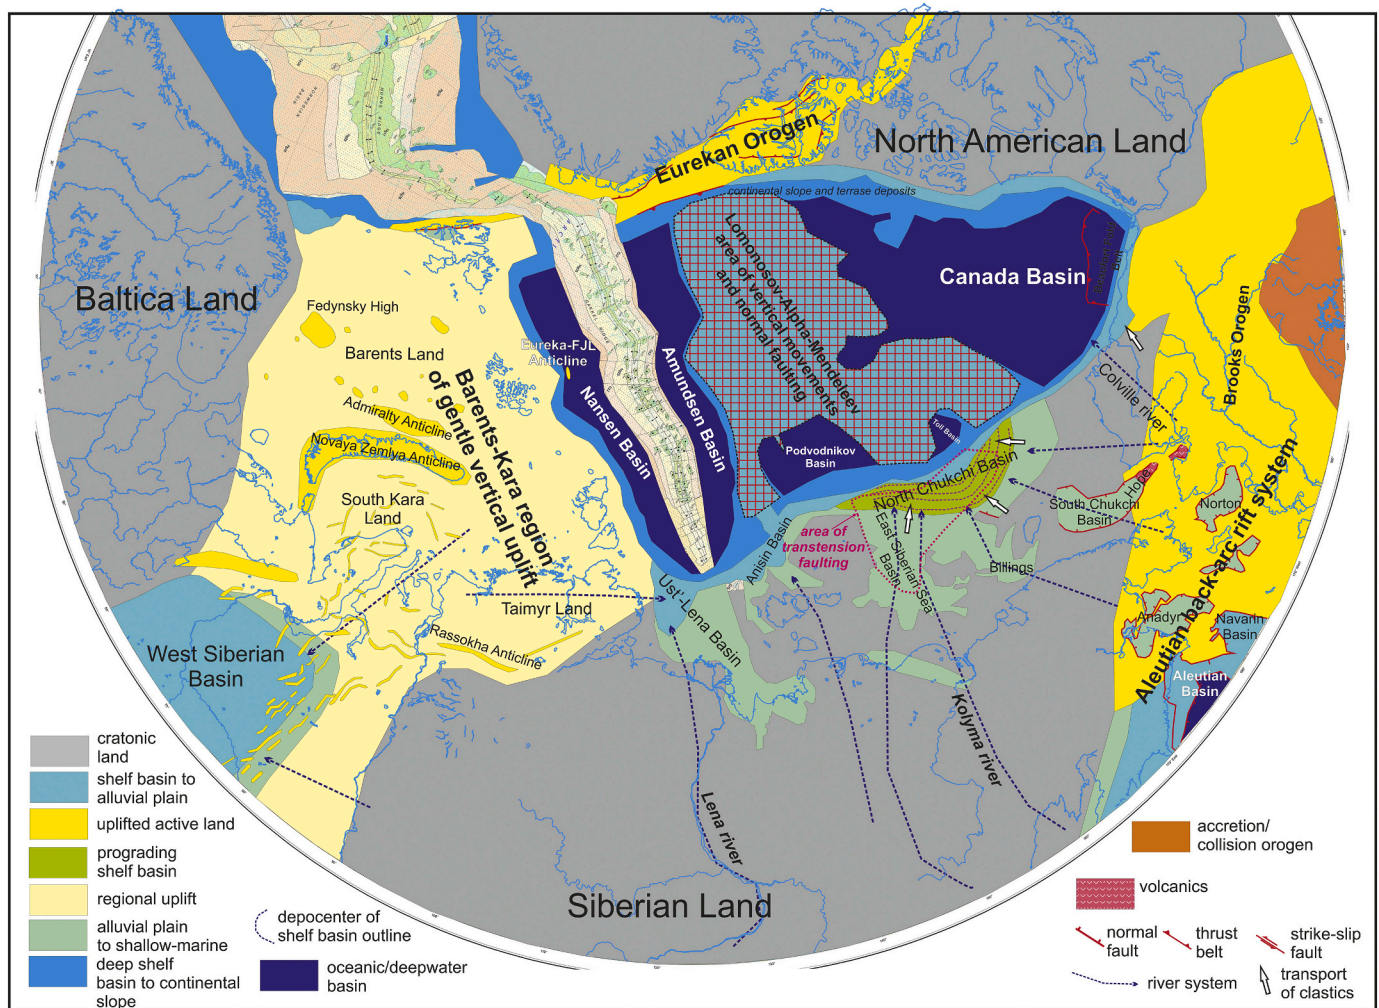 Eurekan Orogen
North American Land
continental slope and terrase deposits
Baltica Land
Fedynsky High
Barents Land
Admiralty Anticline
Novaya Zemlya Anticline
South Kara
Land
Barents-Kara region
of gentle vertical uplift
Eureka-FJL
Anticline
Nansen Basin
Amundsen Basin
Lomonosov-Alpha-Mendeleev
area of vertical movements
and normal faulting
Canada Basin
Belt
Podvodnikov
Basin
Toll Basin
North Chukchi Basin
Colville river
Brooks Orogen
Aleutian back-arc rift system
Hope
South Chukchi
Basin
Norton
Anadyr
Navarin
Basin
Aleutian
Basin
Billings
East Siberian Sea
Basin
area of
transtension
faulting
Anisin Basin
Ust'-Lena Basin
Taimyr Land
Rassokha Anticline
West Siberian
Basin
Lena river
Kolyma river
Siberian Land
cratonic
land
shelf basin to
alluvial plain
uplifted active land
prograding
shelf basin
regional uplift
alluvial plain
to shallow-marine
deep shelf
basin to continental
slope
depocenter of
shelf basin outline
oceanic/deepwater
basin
accretion/
collision orogen
volcanics
normal
fault
thrust
belt
strike-slip
fault
river system
transport
of clastics